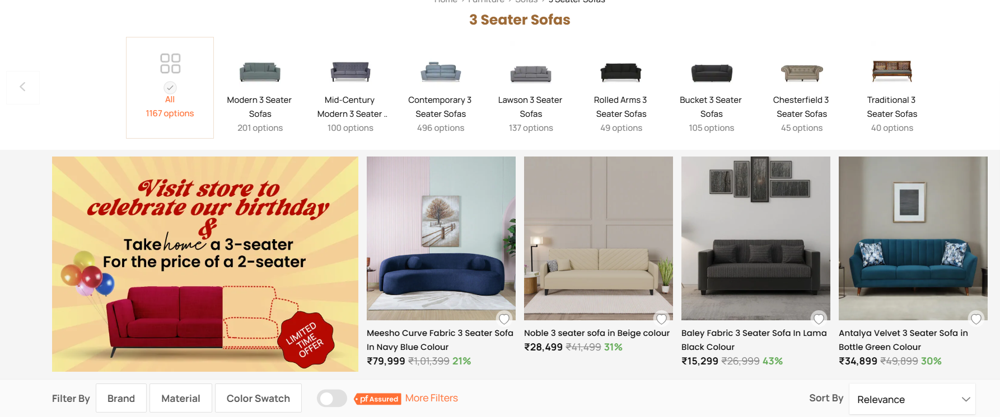 Home > Furniture > Sofas > 3 Seater Sofas
3 Seater Sofas
All
1167 options
Modern 3 Seater
Sofas
201 options
Mid-Century
Modern 3 Seater ..
100 options
Contemporary 3
Seater Sofas
496 options
Lawson 3 Seater
Sofas
137 options
Rolled Arms 3
Seater Sofas
49 options
Bucket 3 Seater
Sofas
105 options
Chesterfield 3
Seater Sofas
45 options
Traditional 3
Seater Sofas
40 options
Visit store to
celebrate our birthday
&
Take home a 3-seater
For the price of a 2-seater
LIMITED
TIME
OFFER
Meesho Curve Fabric 3 Seater Sofa
In Navy Blue Colour
₹79,999 ₹1,01,399 21%
Noble 3 seater sofa in Beige colour
₹28,499 ₹41,499 31%
Baley Fabric 3 Seater Sofa In Lama
Black Colour
₹15,299 ₹26,999 43%
Antalya Velvet 3 Seater Sofa in
Bottle Green Colour
₹34,899 ₹49,899 30%
Filter By
Brand
Material
Color Swatch
pf Assured
More Filters
Sort By
Relevance